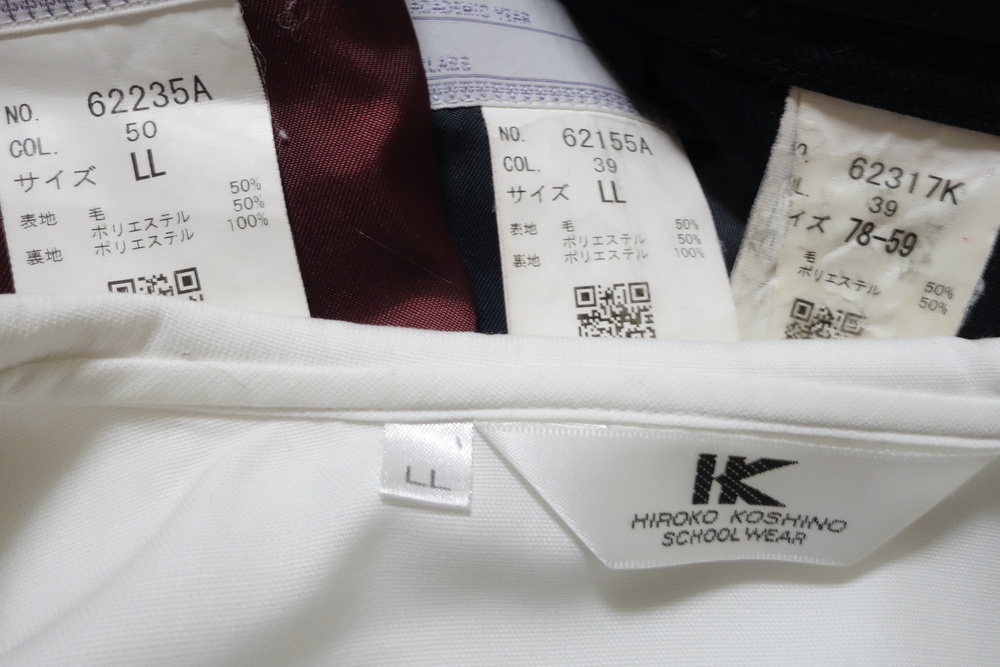 NO. 62235A
COL. 50
サイズ LL
表地 毛 50%
ポリエステル 50%
裏地 ポリエステル 100%
ACADEMIC YEAR
CLASS
NO. 62155A
COL. 39
サイズ LL
表地 毛 50%
ポリエステル 50%
裏地 ポリエステル 100%
62317K
39
イズ 78-59
毛 50%
ポリエステル 50%
LL
HK
HIROKO KOSHINO
SCHOOL WEAR